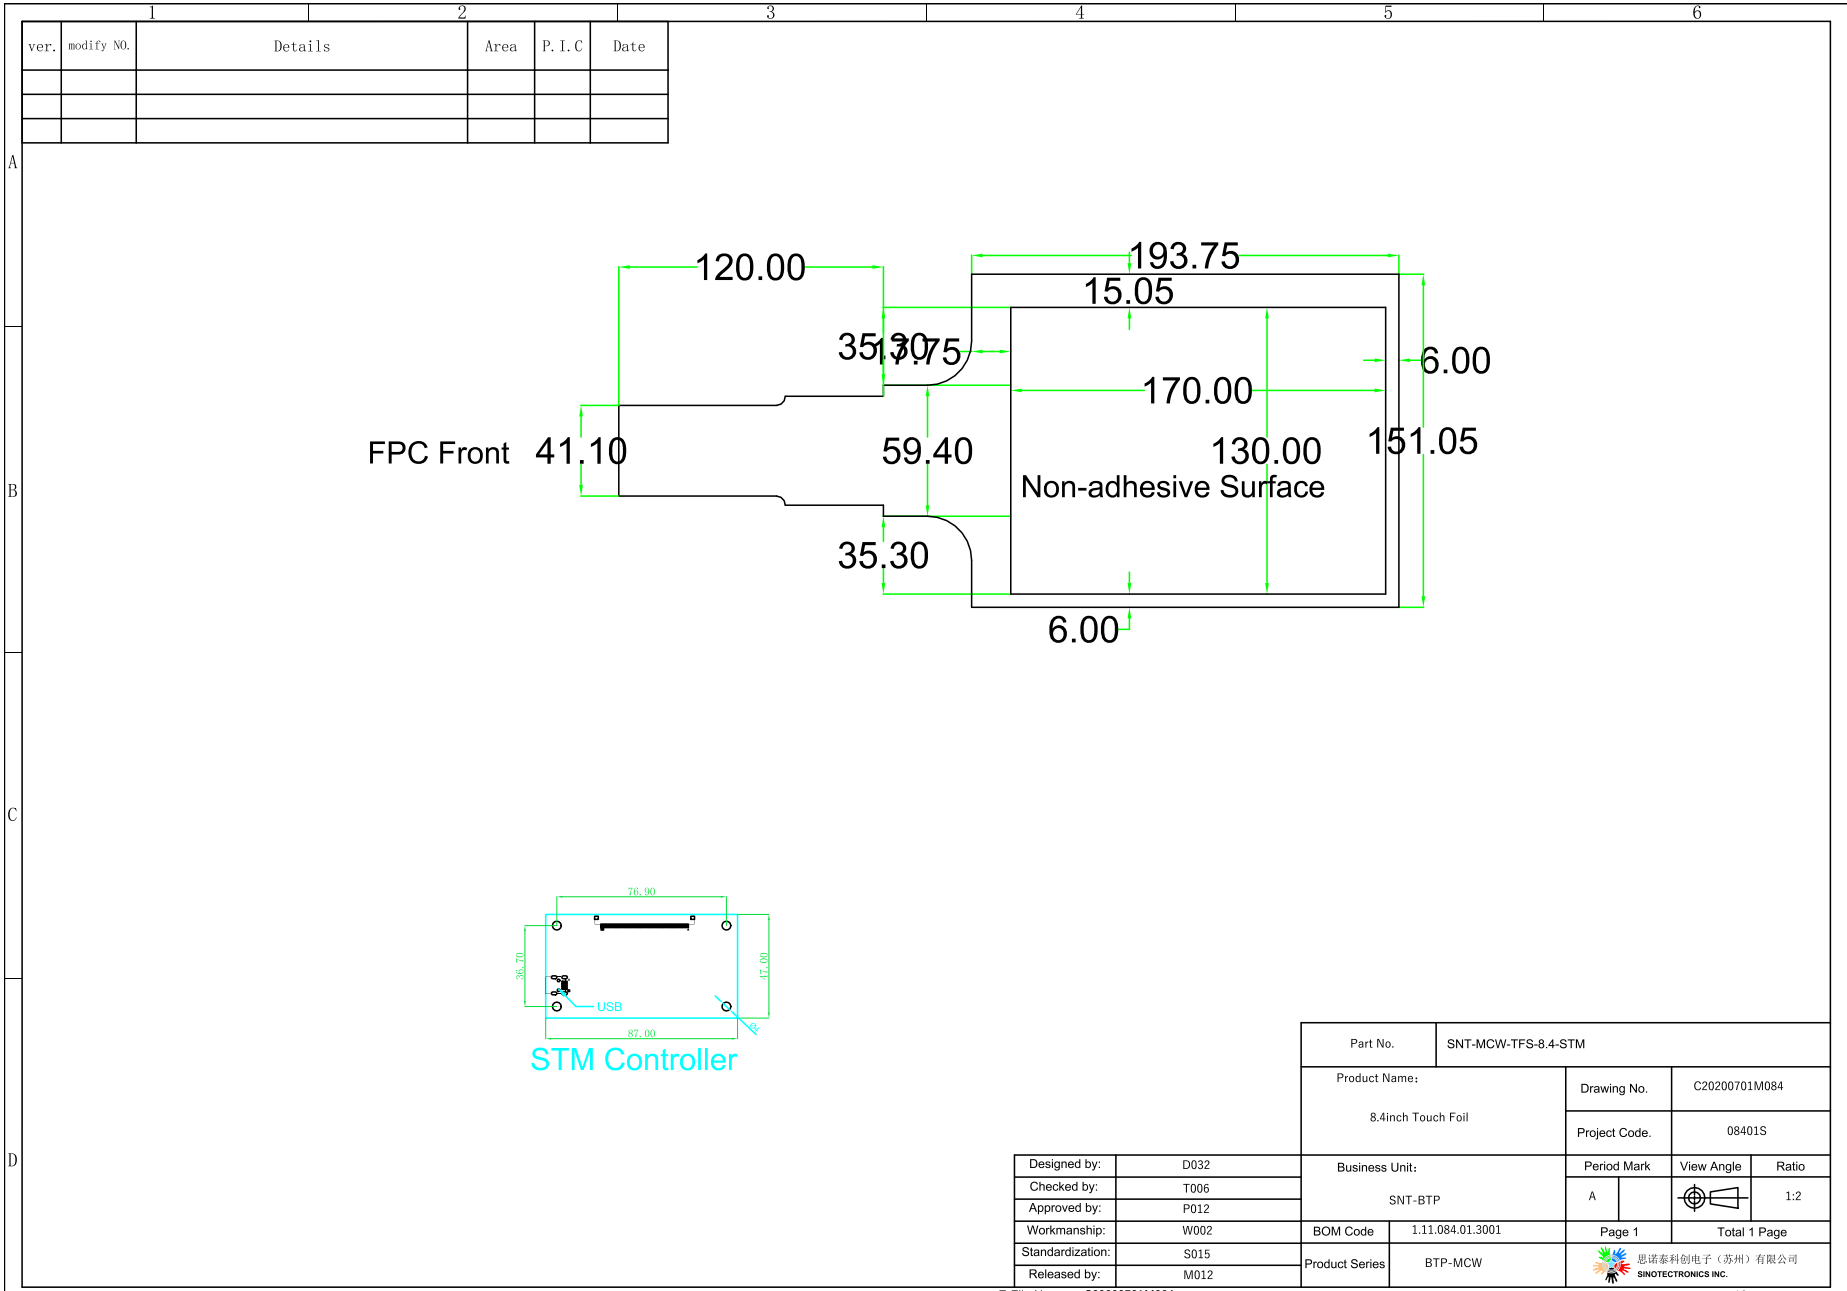 1 2 3 4 5 6
ver. modify NO. Details Area P.I.C Date
A
B
C
D
193.75
120.00
15.05
35.30
17.75
6.00
170.00
151.05
FPC Front 41.10
59.40
130.00
Non-adhesive Surface
35.30
6.00
76.90
36.70
47.00
USB
87.00
STM Controller
Part No. SNT-MCW-TFS-8.4-STM
Product Name:
8.4inch Touch Foil
Drawing No. C20200701M084
Project Code. 08401S
Designed by: D032
Checked by: T006
Approved by: P012
Workmanship: W002
Standardization: S015
Released by: M012
Business Unit:
SNT-BTP
Period Mark View Angle Ratio
A 1:2
BOM Code 1.11.084.01.3001
Page 1 Total 1 Page
Product Series BTP-MCW
思诺泰科创电子（苏州）有限公司
SINOTECTRONICS INC.